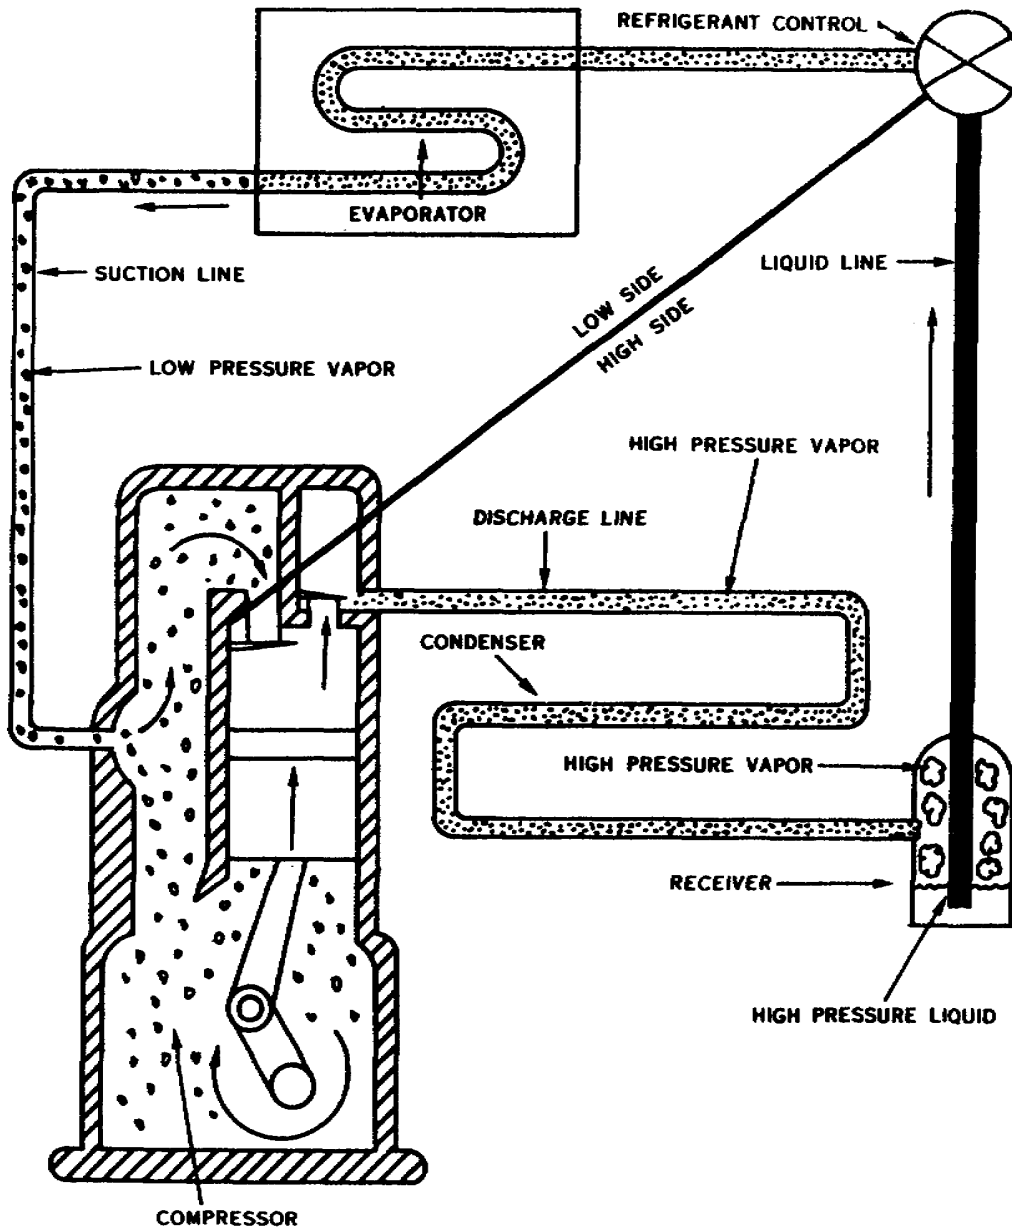 REFRIGERANT CONTROL
EVAPORATOR
SUCTION LINE
LIQUID LINE
LOW SIDE
HIGH SIDE
LOW PRESSURE VAPOR
HIGH PRESSURE VAPOR
DISCHARGE LINE
CONDENSER
HIGH PRESSURE VAPOR
RECEIVER
HIGH PRESSURE LIQUID
COMPRESSOR